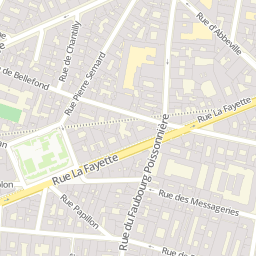 Rue d'Abbeville
Rue de Chantilly
Rue Pierre Semard
de Bellefond
Rue La Fayette
Rue du Faubourg Poissonnière
Rue La Fayette
Rue des Messageries
Rue Papillon